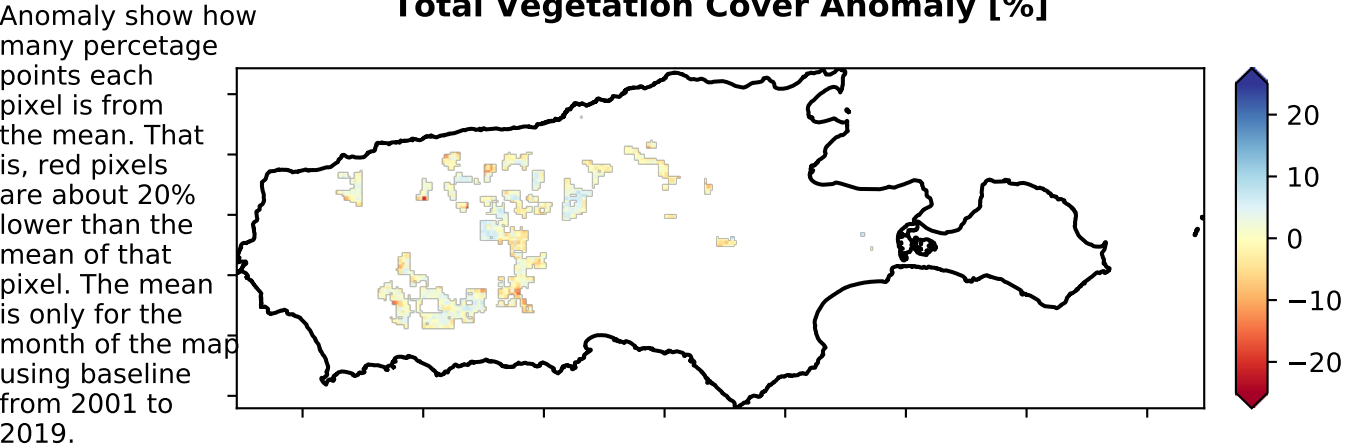 Total Vegetation Cover Anomaly [%]
Anomaly show how
many percetage
points each
pixel is from
the mean. That
is, red pixels
are about 20%
lower than the
mean of that
pixel. The mean
is only for the
month of the map
using baseline
from 2001 to
2019.
20
10
0
−10
−20